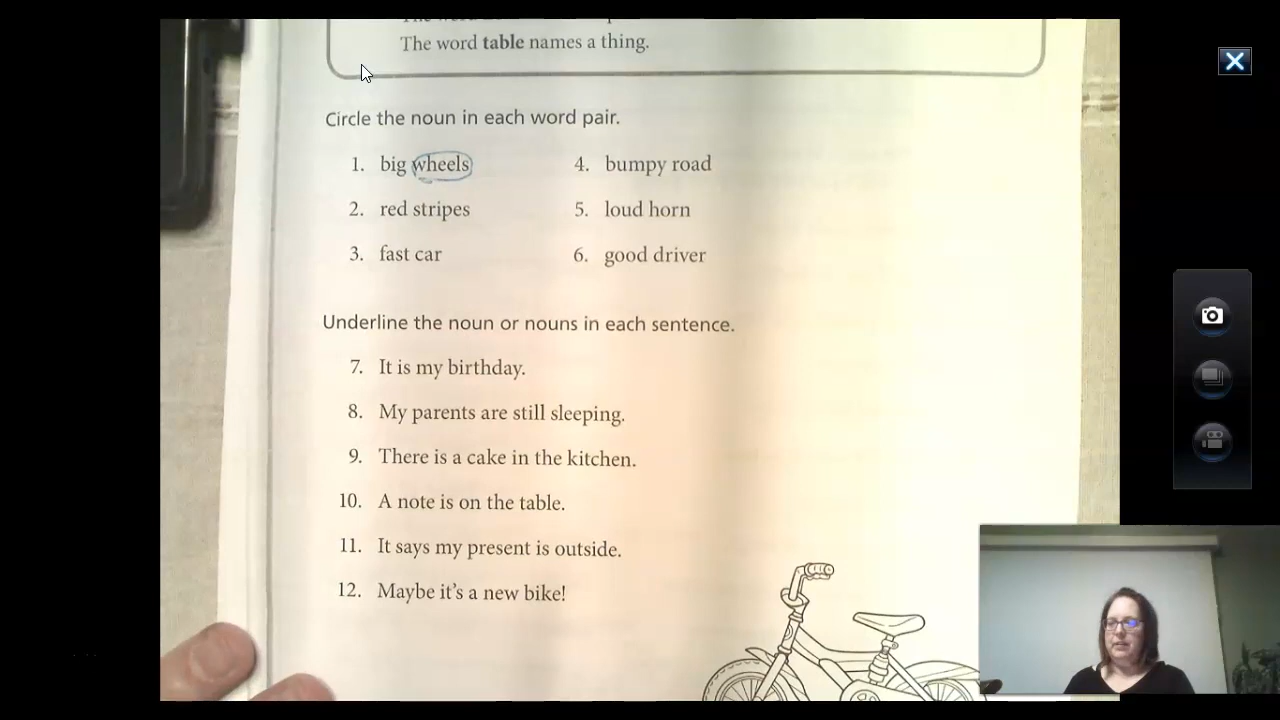 The word table names a thing.
Circle the noun in each word pair.
1. big wheels
2. red stripes
3. fast car
4. bumpy road
5. loud horn
6. good driver
Underline the noun or nouns in each sentence.
7. It is my birthday.
8. My parents are still sleeping.
9. There is a cake in the kitchen.
10. A note is on the table.
11. It says my present is outside.
12. Maybe it's a new bike!